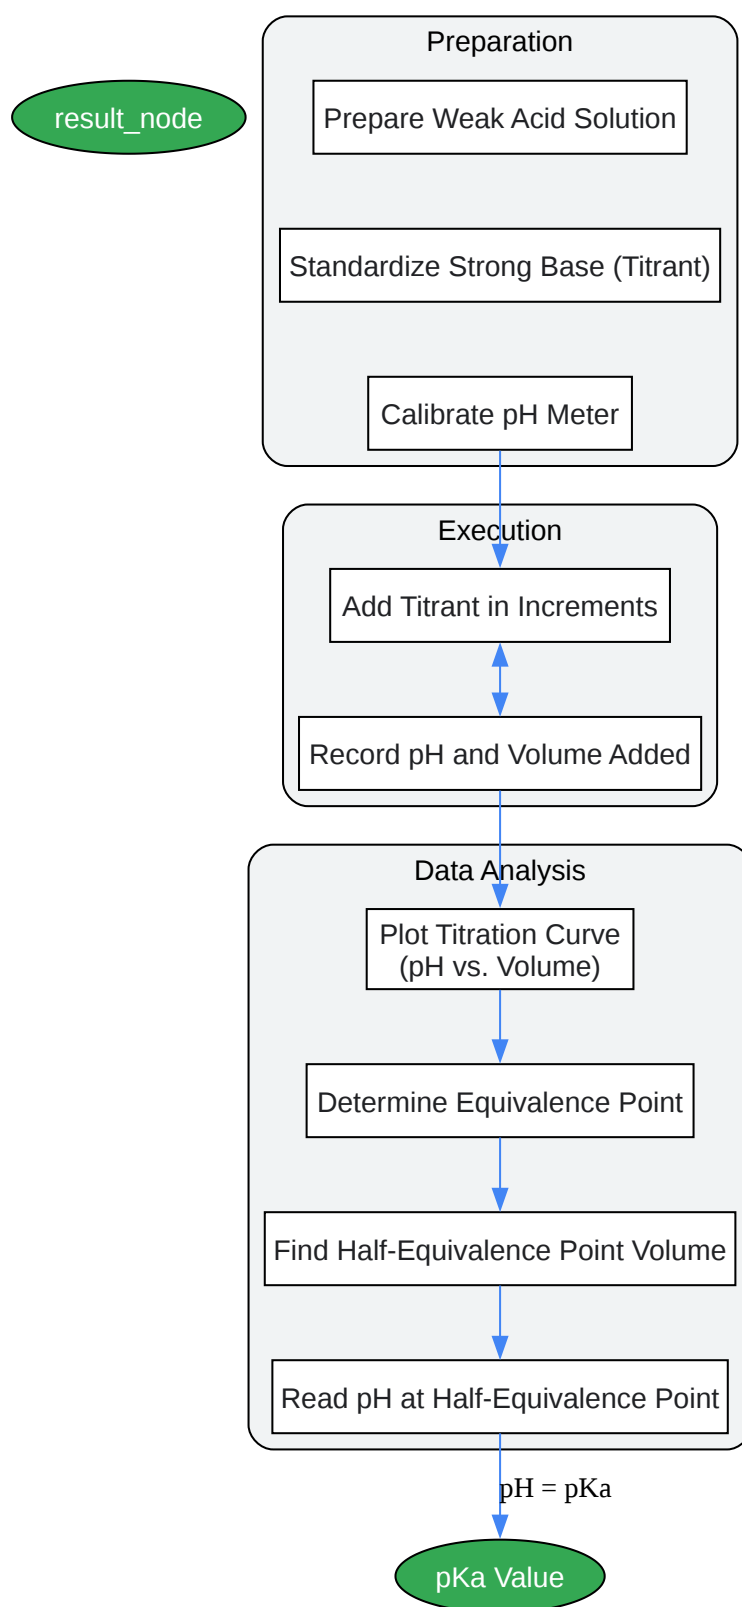 Preparation
result_node
Prepare Weak Acid Solution
Standardize Strong Base (Titrant)
Calibrate pH Meter
Execution
Add Titrant in Increments
Record pH and Volume Added
Data Analysis
Plot Titration Curve
(pH vs. Volume)
Determine Equivalence Point
Find Half-Equivalence Point Volume
Read pH at Half-Equivalence Point
pH = pKa
pKa Value